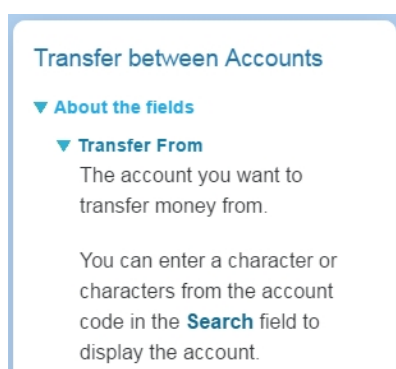 Transfer between Accounts
About the fields
Transfer From
The account you want to
transfer money from.
You can enter a character or
characters from the account
code in the Search field to
display the account.